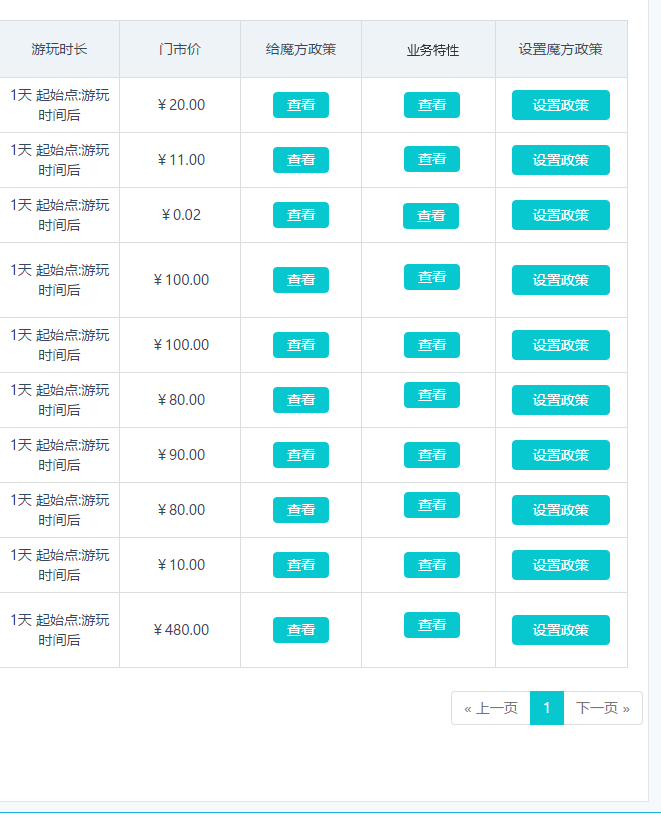 游玩时长 门市价 给魔方政策 业务特性 设置魔方政策
1天 起始点:游玩
时间后
￥20.00 查看 查看 设置政策
1天 起始点:游玩
时间后
￥11.00 查看 查看 设置政策
1天 起始点:游玩
时间后
￥0.02 查看 查看 设置政策
1天 起始点:游玩
时间后
￥100.00 查看 查看 设置政策
1天 起始点:游玩
时间后
￥100.00 查看 查看 设置政策
1天 起始点:游玩
时间后
￥80.00 查看 查看 设置政策
1天 起始点:游玩
时间后
￥90.00 查看 查看 设置政策
1天 起始点:游玩
时间后
￥80.00 查看 查看 设置政策
1天 起始点:游玩
时间后
￥10.00 查看 查看 设置政策
1天 起始点:游玩
时间后
￥480.00 查看 查看 设置政策
« 上一页 1 下一页 »